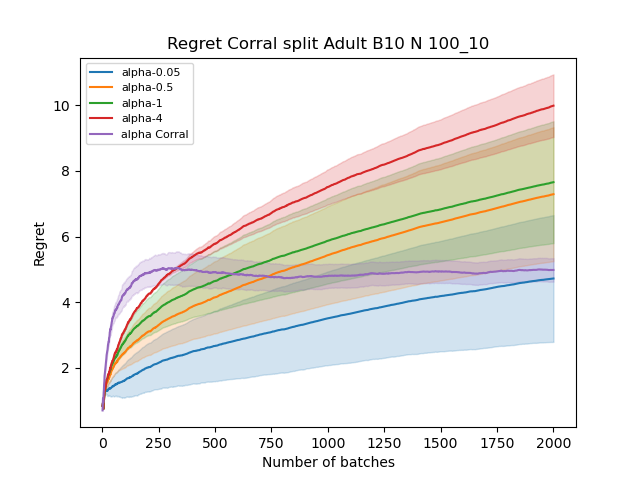 Regret Corral split Adult B10 N 100_10
alpha-0.05
alpha-0.5
alpha-1
alpha-4
alpha Corral
Regret
10
8
6
4
2
0 250 500 750 1000 1250 1500 1750 2000
Number of batches